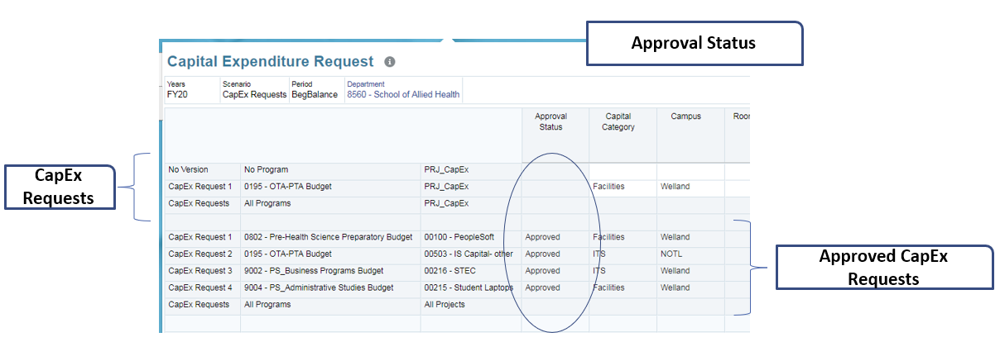 Approval Status
Capital Expenditure Request
Years Scenario Period Department
FY20 CapEx Requests BegBalance 8560 - School of Allied Health
Approval Capital Campus Roor
Status Category
CapEx
Requests
No Version No Program PRJ_CapEx
CapEx Request 1 0195 - OTA-PTA Budget PRJ_CapEx Facilities Welland
CapEx Requests All Programs PRJ_CapEx
CapEx Request 1 0802 - Pre-Health Science Preparatory Budget 00100 - PeopleSoft Approved Facilities Welland
CapEx Request 2 0195 - OTA-PTA Budget 00503 - IS Capital- other Approved ITS NOTL
CapEx Request 3 9002 - PS_Business Programs Budget 00216 - STEC Approved ITS Welland
CapEx Request 4 9004 - PS_Administrative Studies Budget 00215 - Student Laptops Approved Facilities Welland
CapEx Requests All Programs All Projects
Approved CapEx
Requests